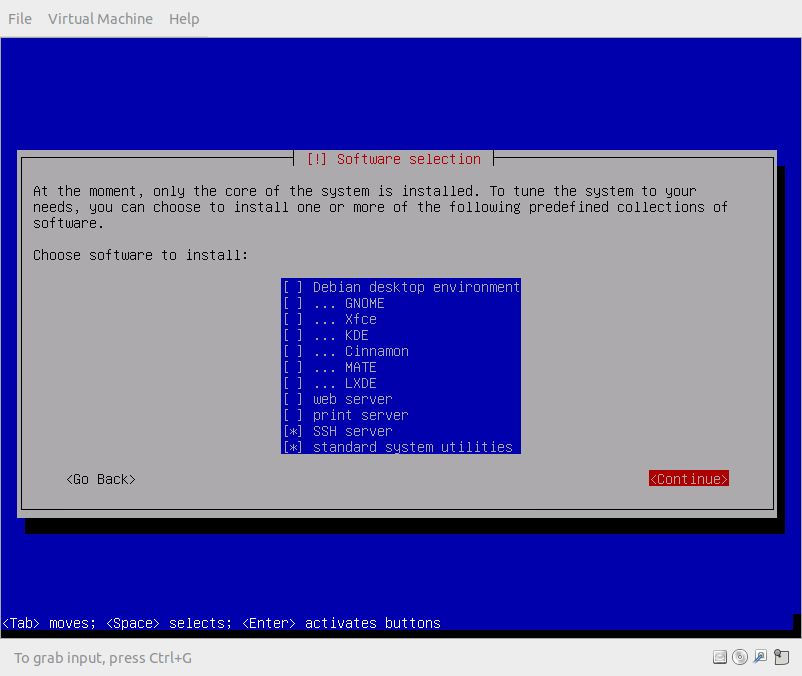 File Virtual Machine Help
[!] Software selection
At the moment, only the core of the system is installed. To tune the system to your
needs, you can choose to install one or more of the following predefined collections of
software.
Choose software to install:
[ ] Debian desktop environment
[ ] ... GNOME
[ ] ... Xfce
[ ] ... KDE
[ ] ... Cinnamon
[ ] ... MATE
[ ] ... LXDE
[ ] web server
[ ] print server
[*] SSH server
[*] standard system utilities
<Go Back> <Continue>
<Tab> moves; <Space> selects; <Enter> activates buttons
To grab input, press Ctrl+G